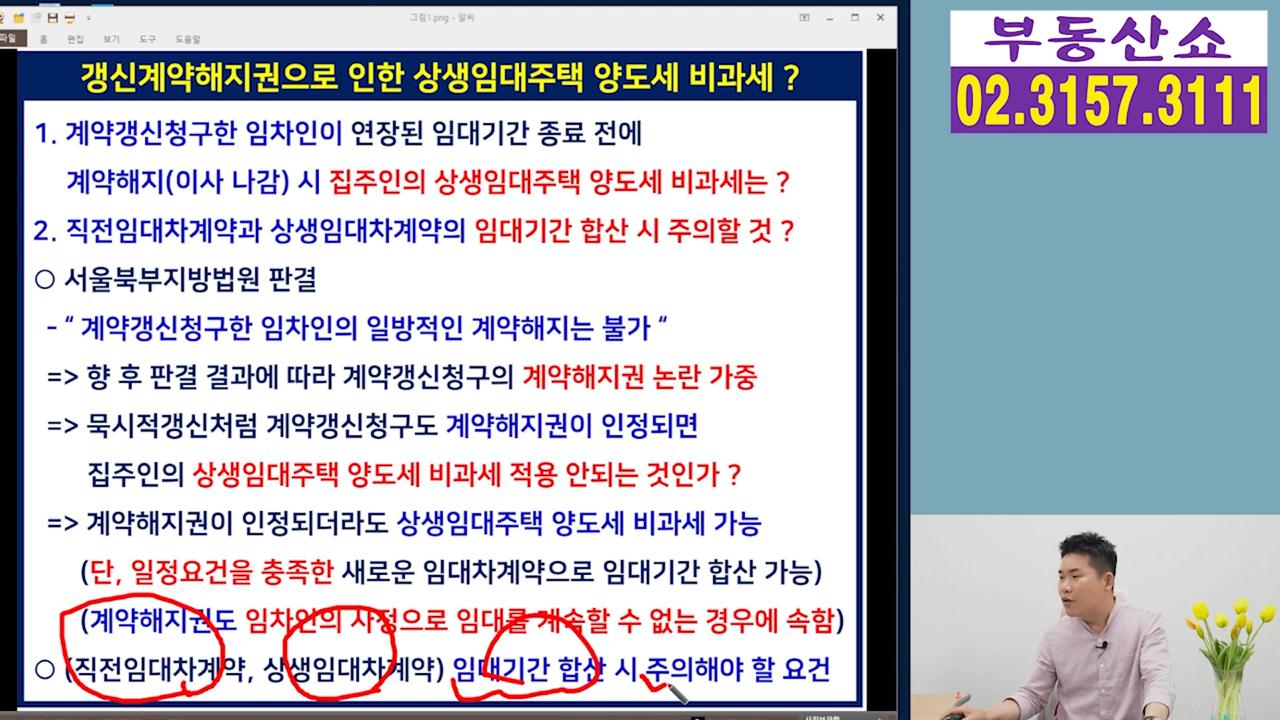 그림1.png - 알씨
파일 홈 편집 보기 도구 도움말
갱신계약해지권으로 인한 상생임대주택 양도세 비과세 ?
1. 계약갱신청구한 임차인이 연장된 임대기간 종료 전에
계약해지(이사 나감) 시 집주인의 상생임대주택 양도세 비과세는 ?
2. 직전임대차계약과 상생임대차계약의 임대기간 합산 시 주의할 것 ?
○ 서울북부지방법원 판결
- “ 계약갱신청구한 임차인의 일방적인 계약해지는 불가 “
=> 향 후 판결 결과에 따라 계약갱신청구의 계약해지권 논란 가중
=> 묵시적갱신처럼 계약갱신청구도 계약해지권이 인정되면
집주인의 상생임대주택 양도세 비과세 적용 안되는 것인가 ?
=> 계약해지권이 인정되더라도 상생임대주택 양도세 비과세 가능
(단, 일정요건을 충족한 새로운 임대차계약으로 임대기간 합산 가능)
(계약해지권도 임차인의 사정으로 임대를 계속할 수 없는 경우에 속함)
○ (직전임대차계약, 상생임대차계약) 임대기간 합산 시 주의해야 할 요건
부동산쇼
02.3157.3111